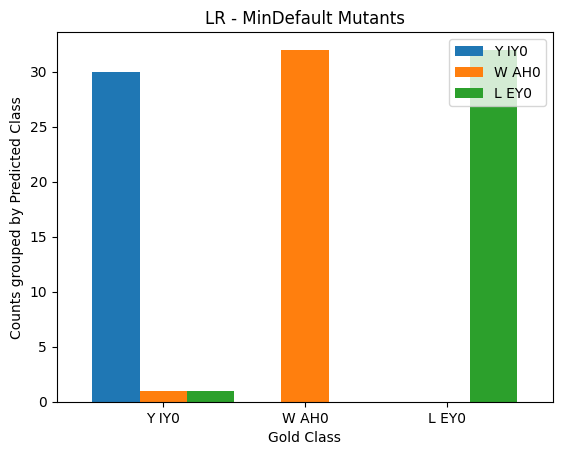 LR - MinDefault Mutants
Y IY0
W AH0
L EY0
30
25
20
15
10
5
0
Counts grouped by Predicted Class
Y IY0
W AH0
L EY0
Gold Class